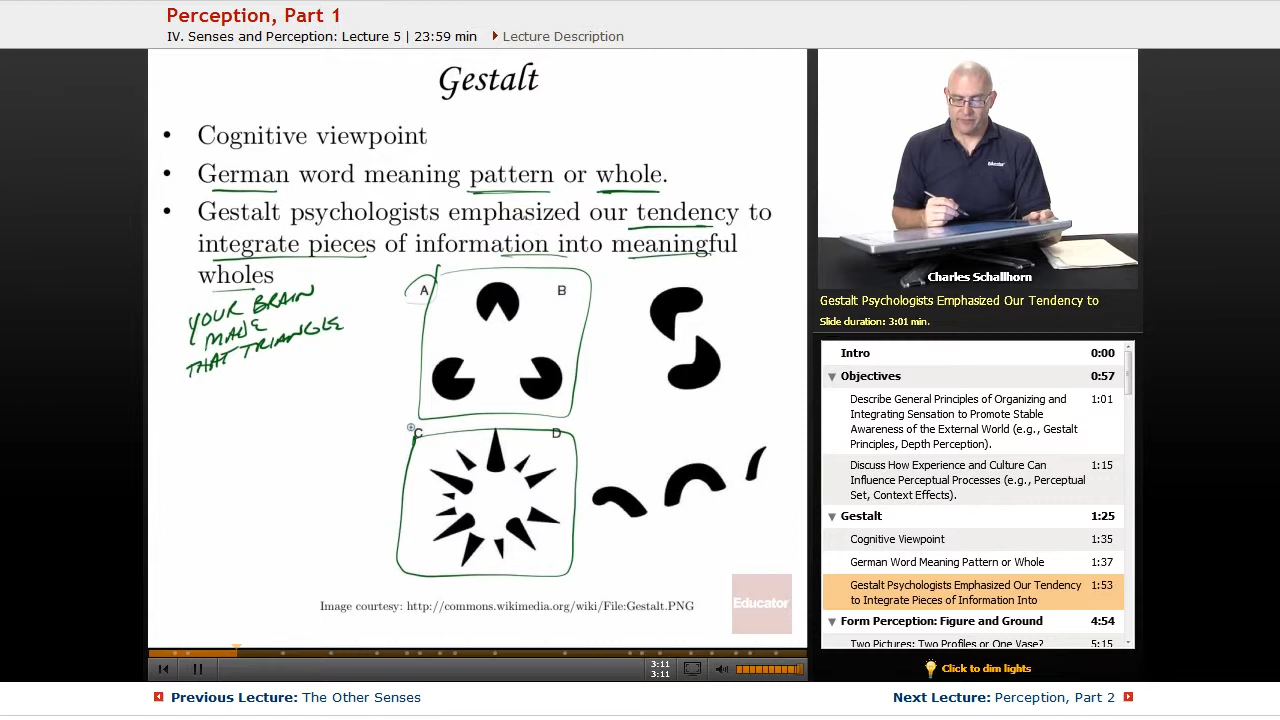 Perception, Part 1
IV. Senses and Perception: Lecture 5 | 23:59 min
Lecture Description
Gestalt
• Cognitive viewpoint
• German word meaning pattern or whole.
• Gestalt psychologists emphasized our tendency to
integrate pieces of information into meaningful
wholes
YOUR BRAIN
MADE
THAT TRIANGLE
A
B
C
D
Image courtesy: http://commons.wikimedia.org/wiki/File:Gestalt.PNG
Educator
Educator
Charles Schallhorn
Gestalt Psychologists Emphasized Our Tendency to
Slide duration: 3:01 min.
Intro 0:00
Objectives 0:57
Describe General Principles of Organizing and 1:01
Integrating Sensation to Promote Stable
Awareness of the External World (e.g., Gestalt
Principles, Depth Perception).
Discuss How Experience and Culture Can 1:15
Influence Perceptual Processes (e.g., Perceptual
Set, Context Effects).
Gestalt 1:25
Cognitive Viewpoint 1:35
German Word Meaning Pattern or Whole 1:37
Gestalt Psychologists Emphasized Our Tendency 1:53
to Integrate Pieces of Information Into
Form Perception: Figure and Ground 4:54
Two Pictures: Two Profiles or One Vase? 5:15
3:11
3:11
Click to dim lights
Previous Lecture: The Other Senses
Next Lecture: Perception, Part 2